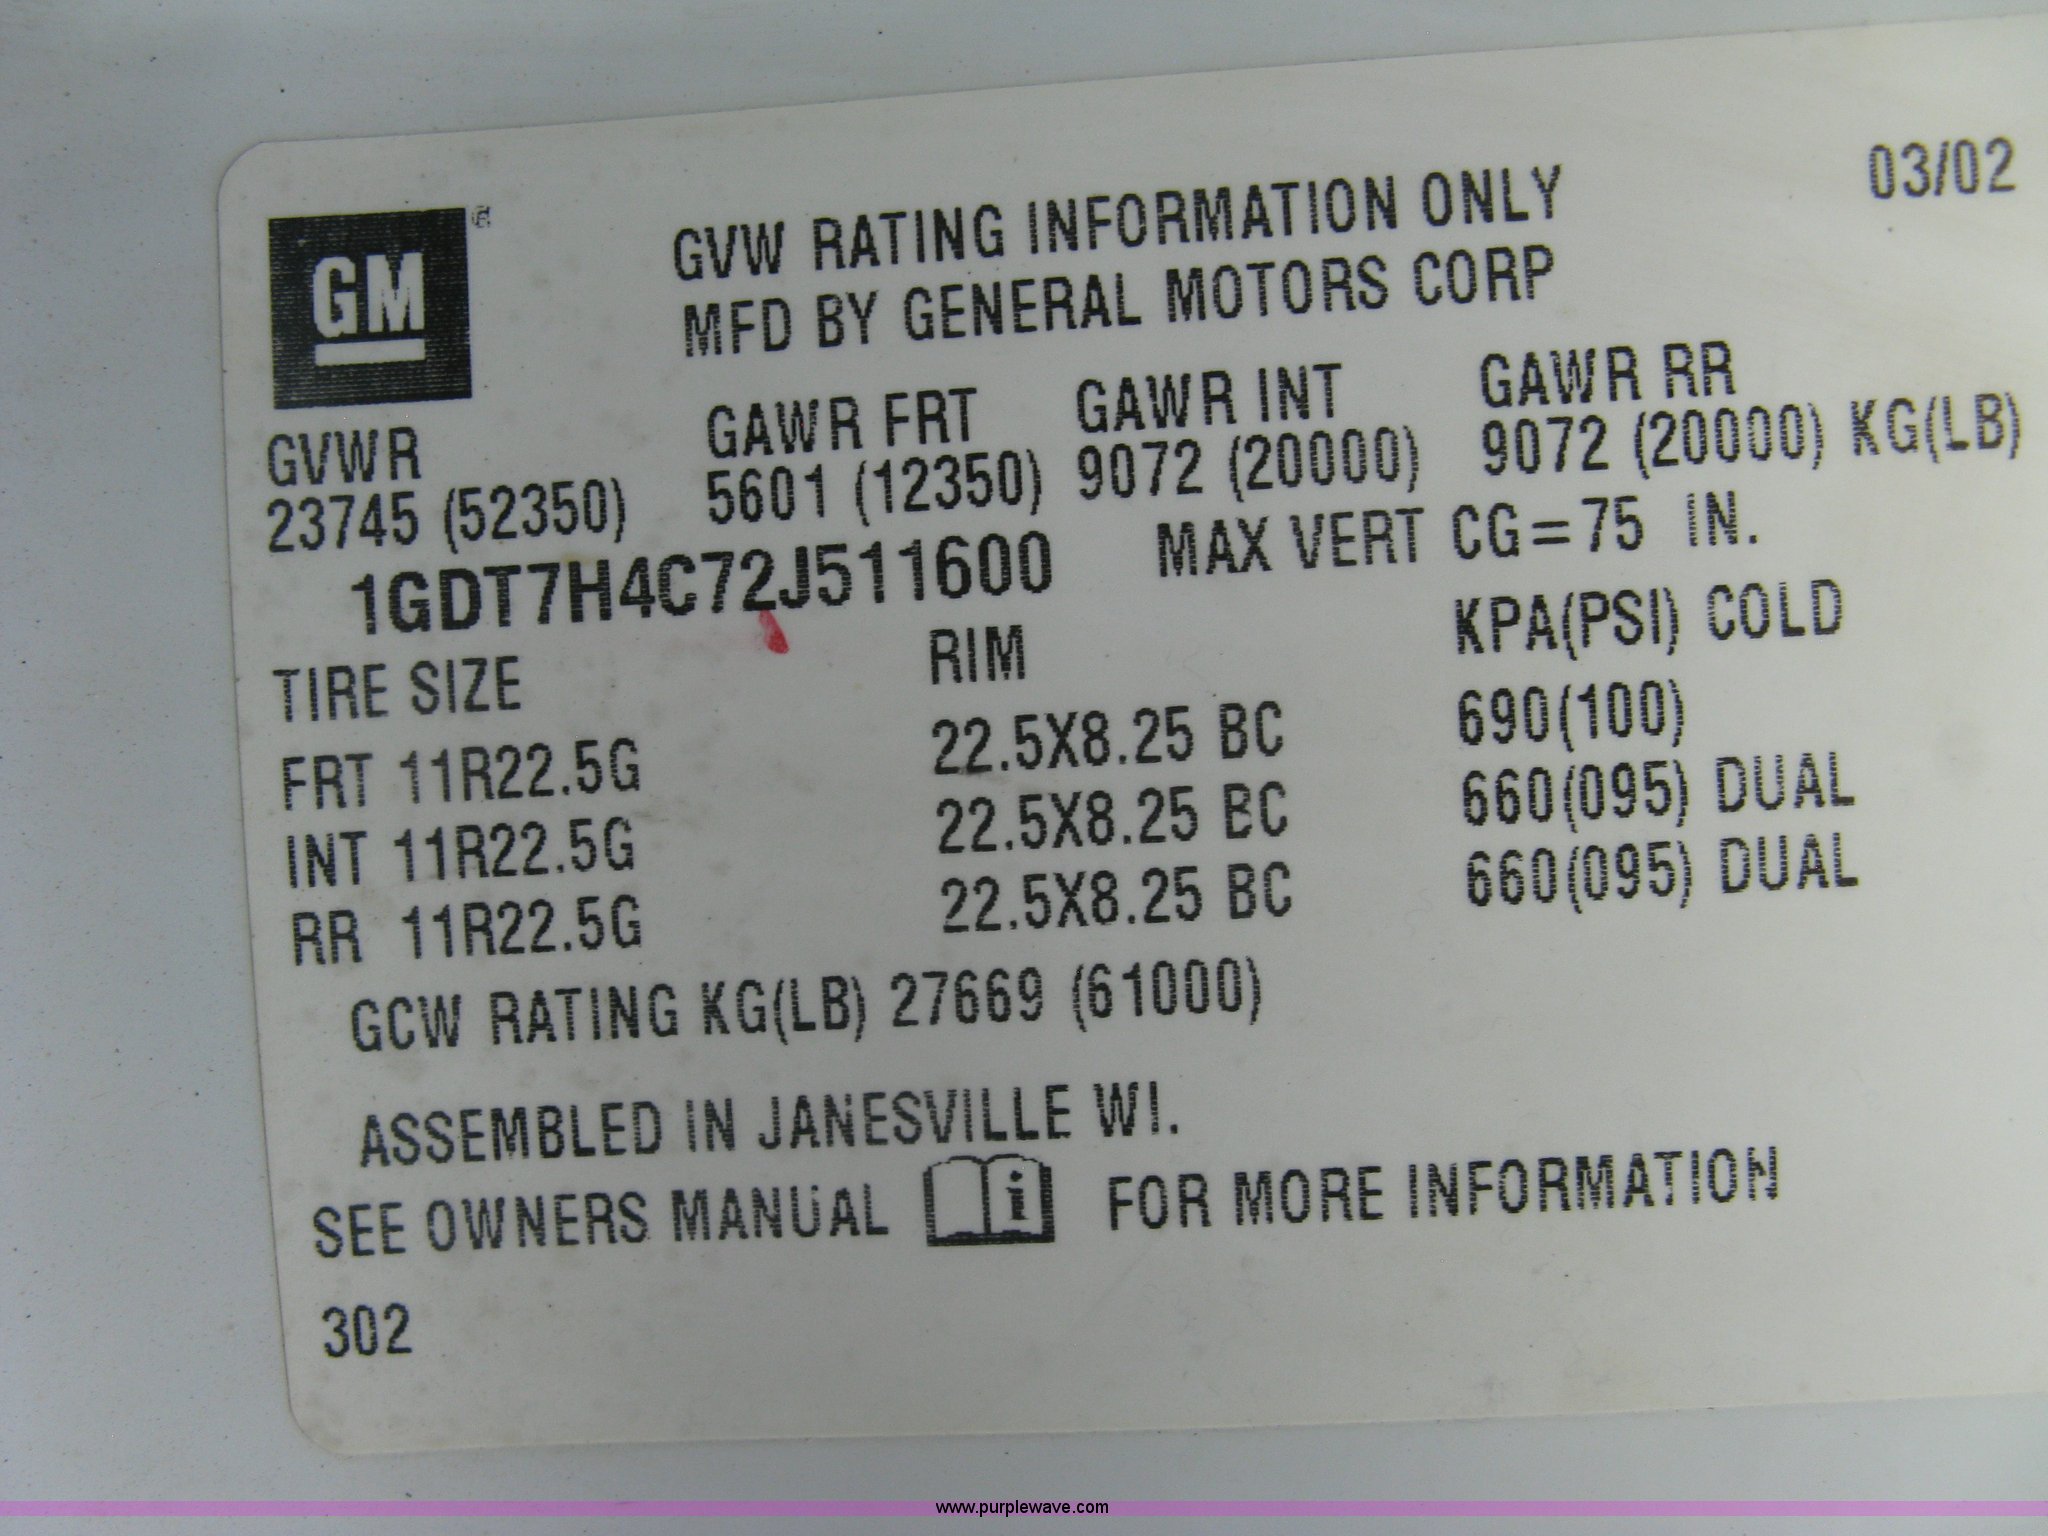 03/02
GM ®
GVW RATING INFORMATION ONLY
MFD BY GENERAL MOTORS CORP
GVWR GAWR FRT GAWR INT GAWR RR
23745 (52350) 5601 (12350) 9072 (20000) 9072 (20000) KG(LB)
1GDT7H4C72J511600 MAX VERT CG=75 IN.
TIRE SIZE RIM KPA(PSI) COLD
FRT 11R22.5G 22.5X8.25 BC 690(100)
INT 11R22.5G 22.5X8.25 BC 660(095) DUAL
RR 11R22.5G 22.5X8.25 BC 660(095) DUAL
GCW RATING KG(LB) 27669 (61000)
ASSEMBLED IN JANESVILLE WI.
SEE OWNERS MANUAL i FOR MORE INFORMATION
302
www.purplewave.com